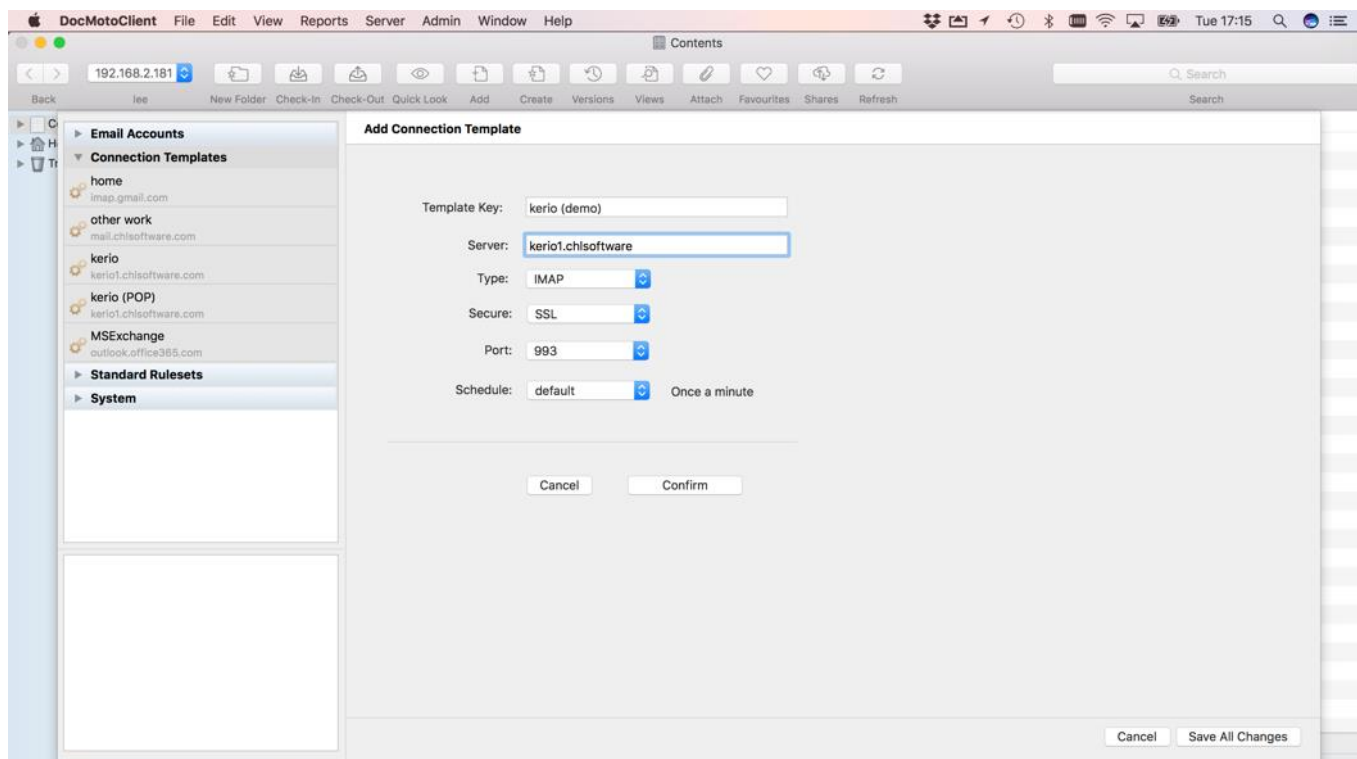 DocMotoClient File Edit View Reports Server Admin Window Help Tue 17:15
Contents
192.168.2.181 Search
Back lee New Folder Check-In Check-Out Quick Look Add Create Versions Views Attach Favourites Shares Refresh Search
Email Accounts
Connection Templates
home
imap.gmail.com
other work
mail.chlsoftware.com
kerio
kerio1.chlsoftware.com
kerio (POP)
kerio1.chlsoftware.com
MSExchange
outlook.office365.com
Standard Rulesets
System
Add Connection Template
Template Key: kerio (demo)
Server: kerio1.chlsoftware
Type: IMAP
Secure: SSL
Port: 993
Schedule: default Once a minute
Cancel Confirm
Cancel Save All Changes